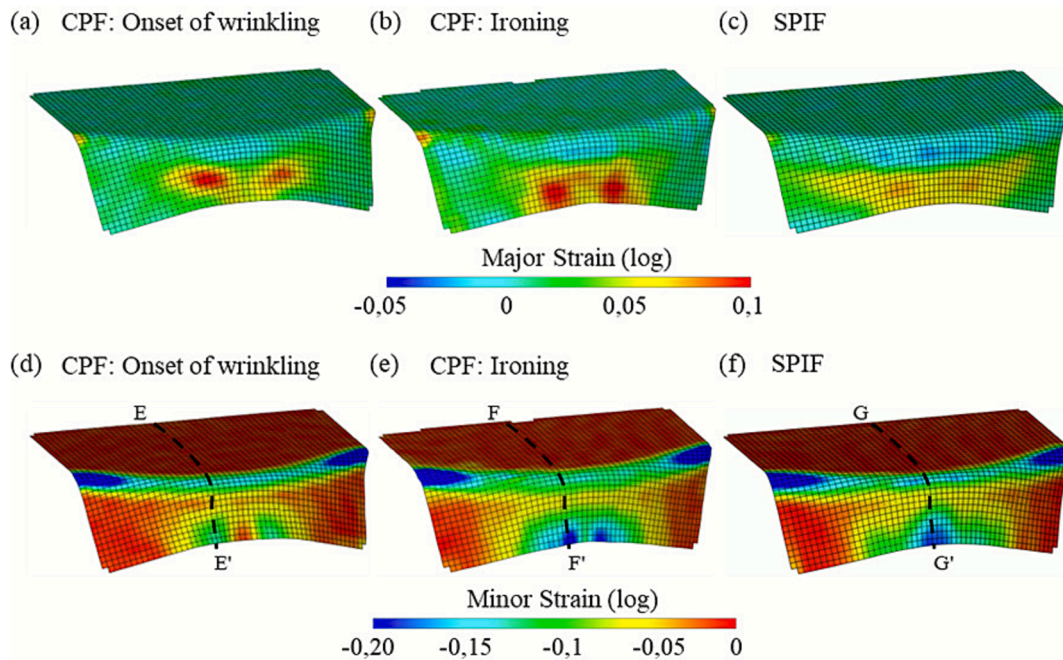 (a) CPF: Onset of wrinkling (b) CPF: Ironing (c) SPIF
Major Strain (log)
-0,05 0 0,05 0,1
(d) CPF: Onset of wrinkling (e) CPF: Ironing (f) SPIF
E F G
E' F' G'
Minor Strain (log)
-0,20 -0,15 -0,1 -0,05 0